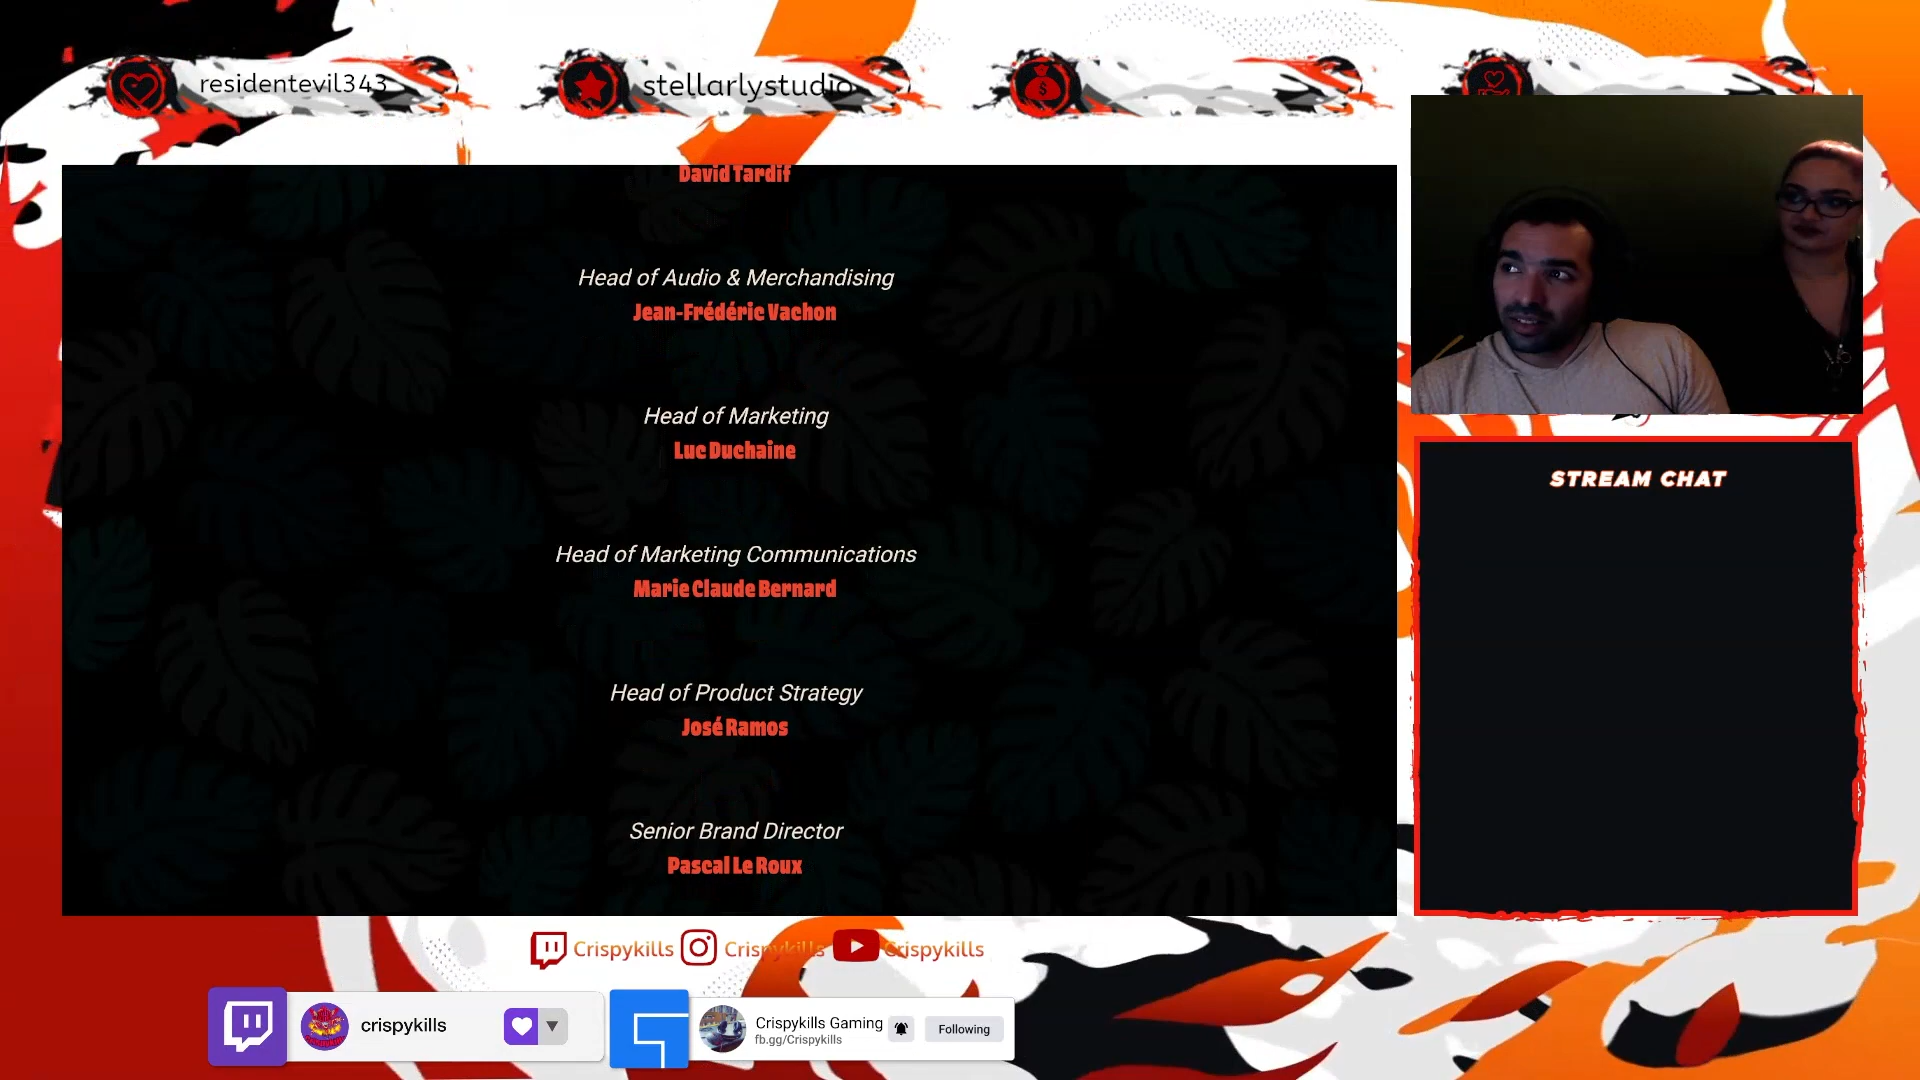 residentevil343
stellarlystudio
David Tardif
Head of Audio & Merchandising
Jean-Frédéric Vachon
Head of Marketing
Luc Duchaine
Head of Marketing Communications
Marie Claude Bernard
Head of Product Strategy
José Ramos
Senior Brand Director
Pascal Le Roux
STREAM CHAT
Crispykills Crispykills Crispykills
crispykills
Crispykills Gaming
fb.gg/Crispykills
Following